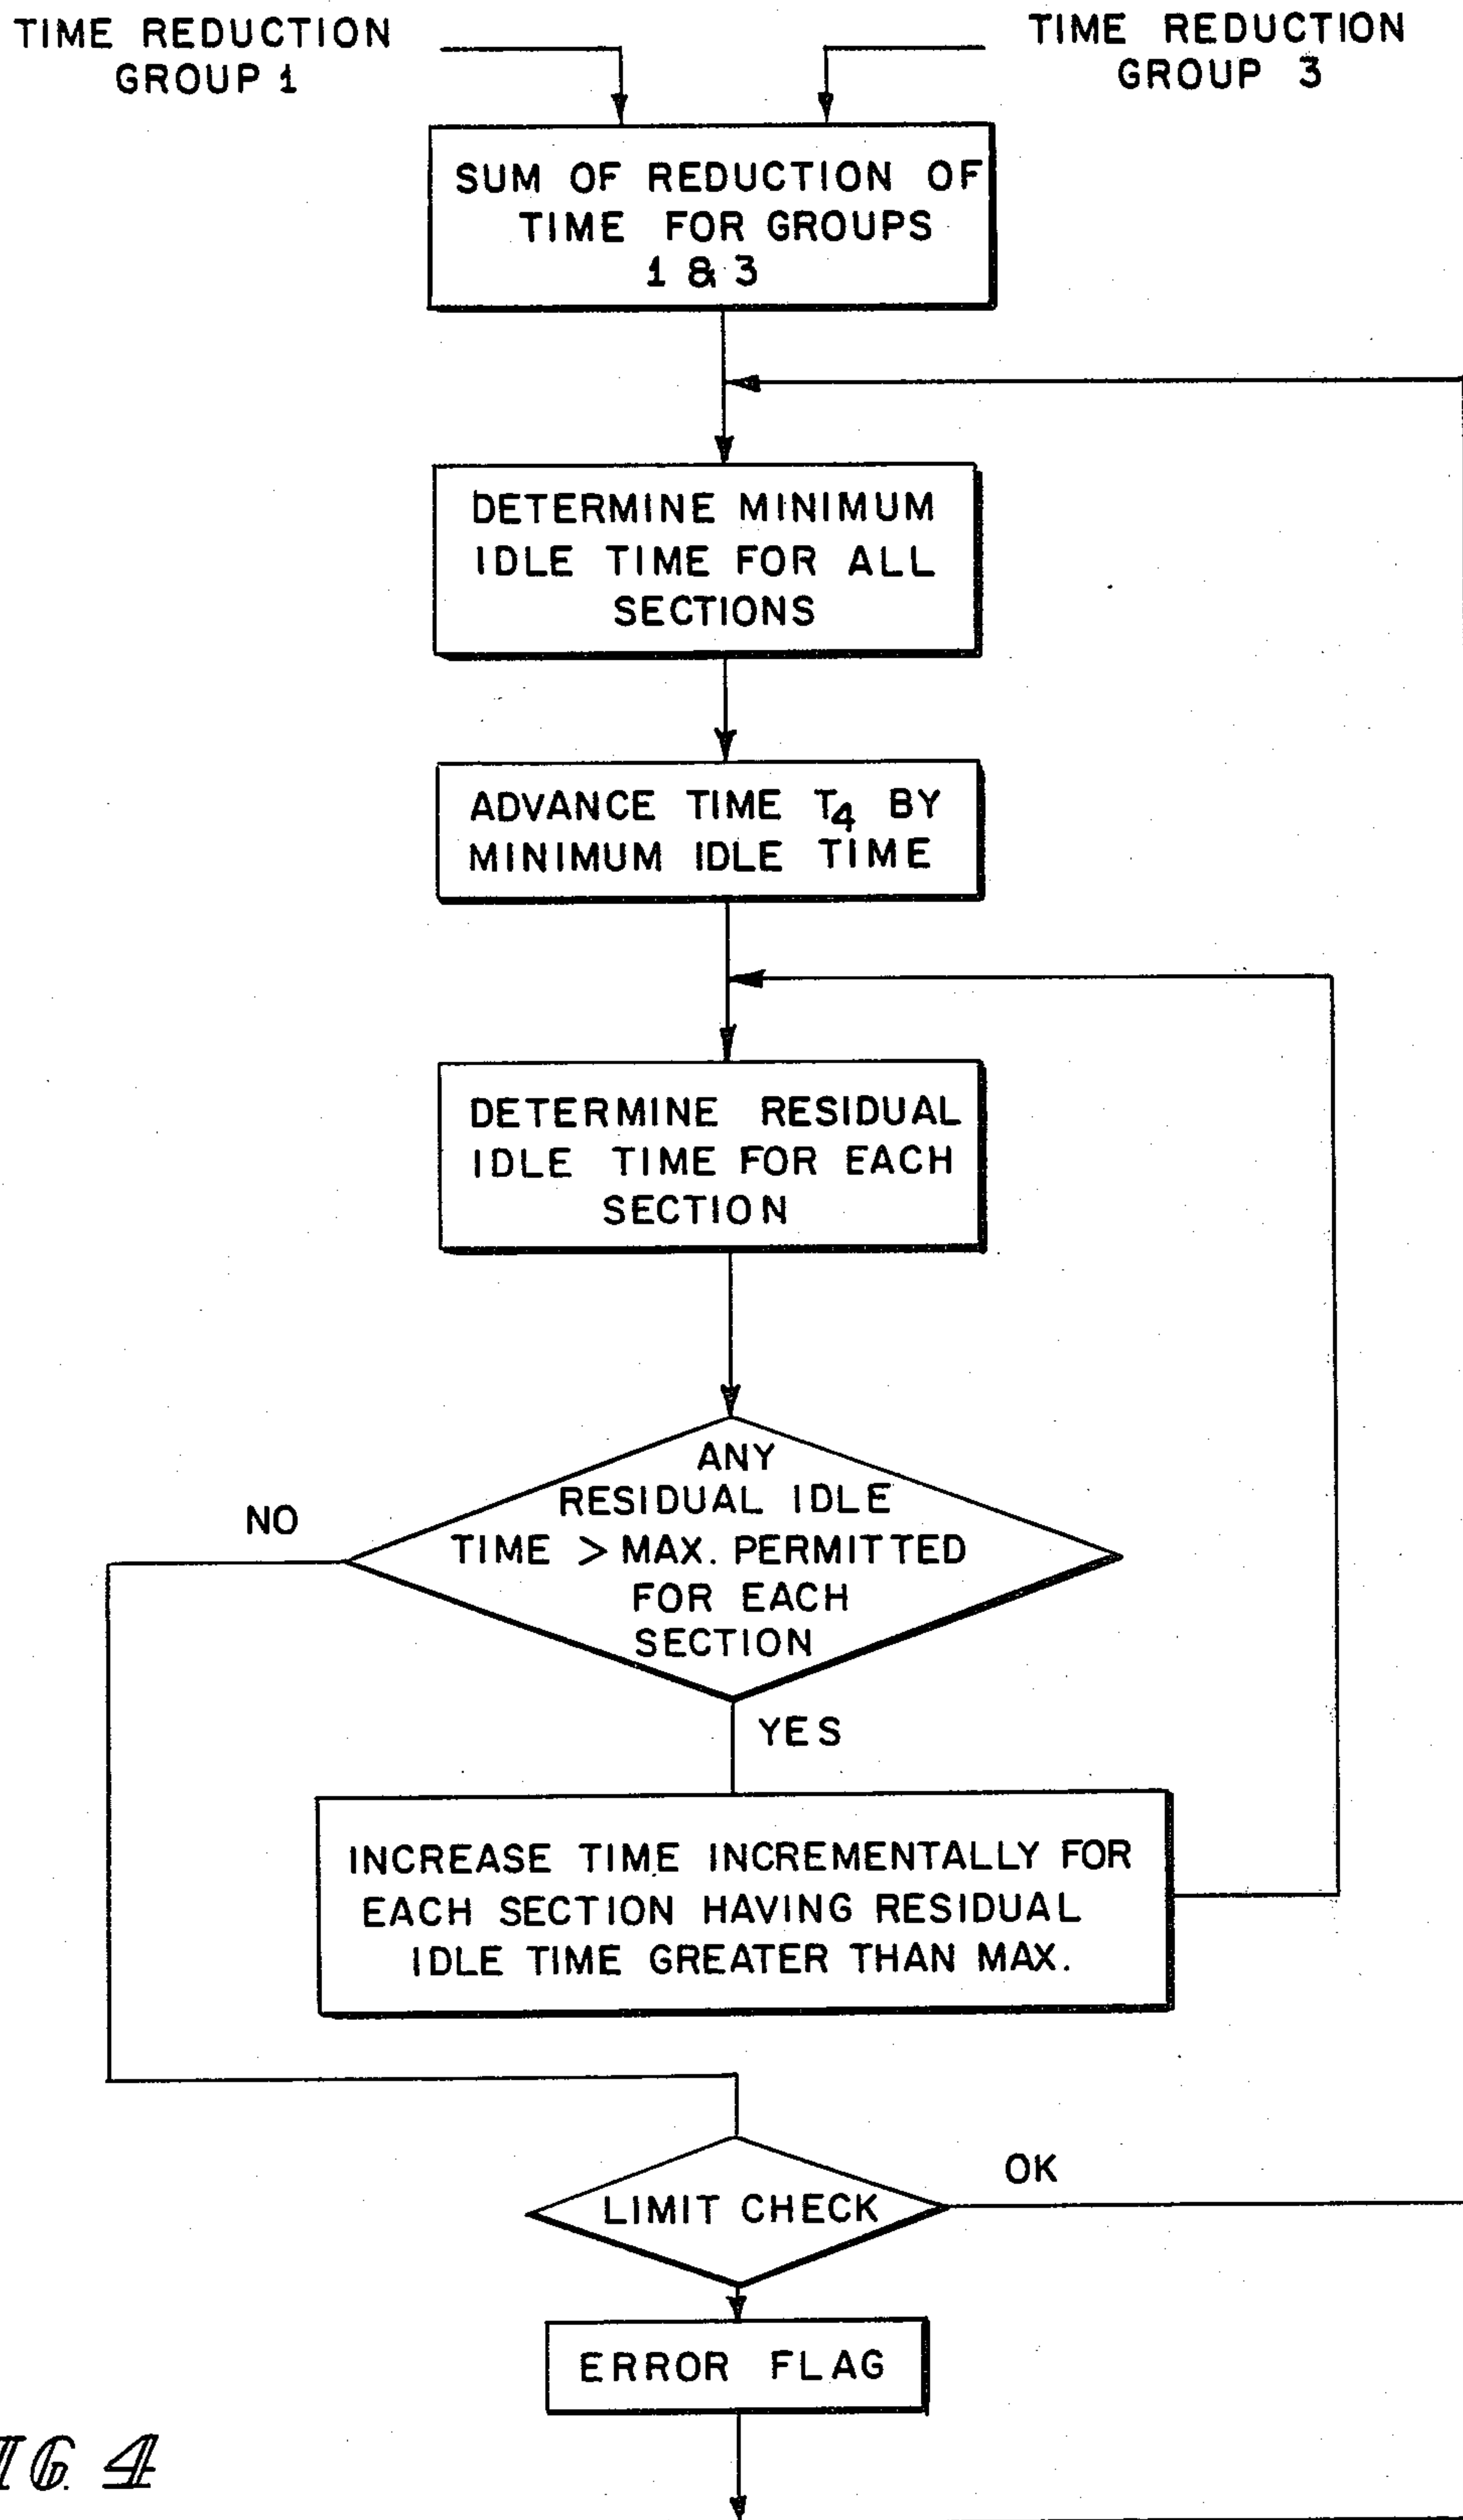 TIME REDUCTION
GROUP 1
TIME REDUCTION
GROUP 3
SUM OF REDUCTION OF
TIME FOR GROUPS
1 & 3
DETERMINE MINIMUM
IDLE TIME FOR ALL
SECTIONS
ADVANCE TIME T4 BY
MINIMUM IDLE TIME
DETERMINE RESIDUAL
IDLE TIME FOR EACH
SECTION
ANY
RESIDUAL IDLE
TIME > MAX. PERMITTED
FOR EACH
SECTION
NO
YES
INCREASE TIME INCREMENTALLY FOR
EACH SECTION HAVING RESIDUAL
IDLE TIME GREATER THAN MAX.
LIMIT CHECK
OK
ERROR FLAG
IG. 4